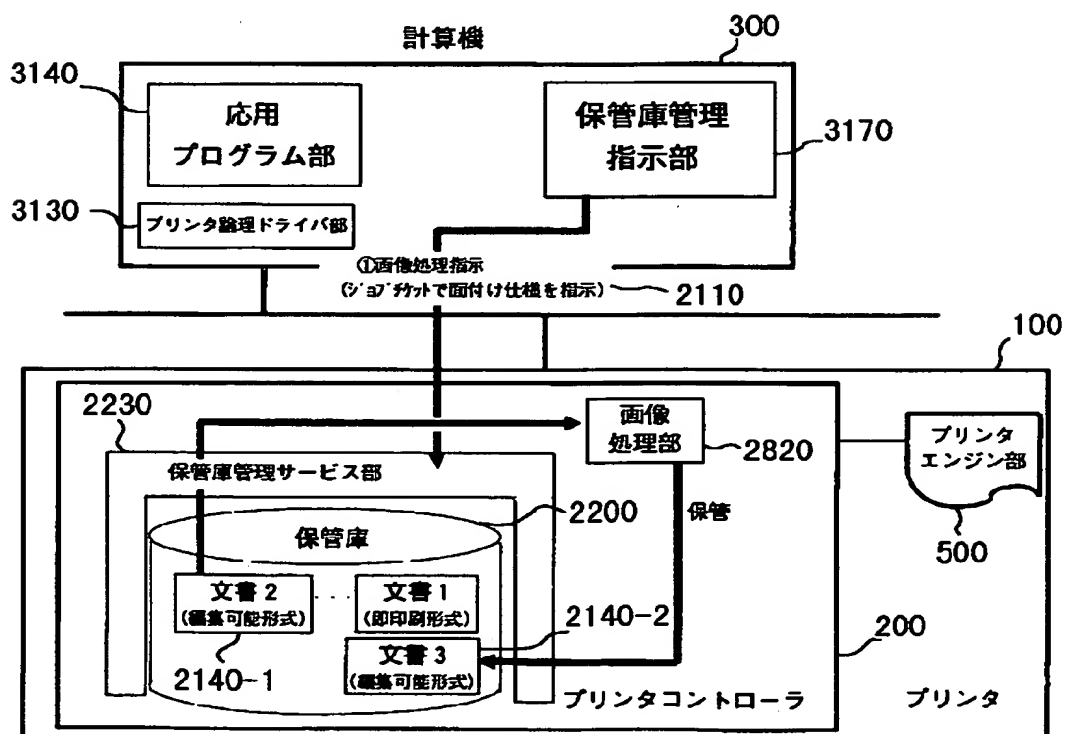 計算機
300
3140
応用
プログラム部
保管庫管理
指示部
3170
3130
プリンタ論理ドライバ部
①画像処理指示
(ジョブチケットで面付け仕様を指示)
2110
100
2230
画像
処理部
2820
プリンタ
エンジン部
500
保管庫管理サービス部
2200
保管
保管庫
文書2
(編集可能形式)
文書1
(即印刷形式)
2140-2
200
2140-1
文書3
(編集可能形式)
プリンタコントローラ
プリンタ